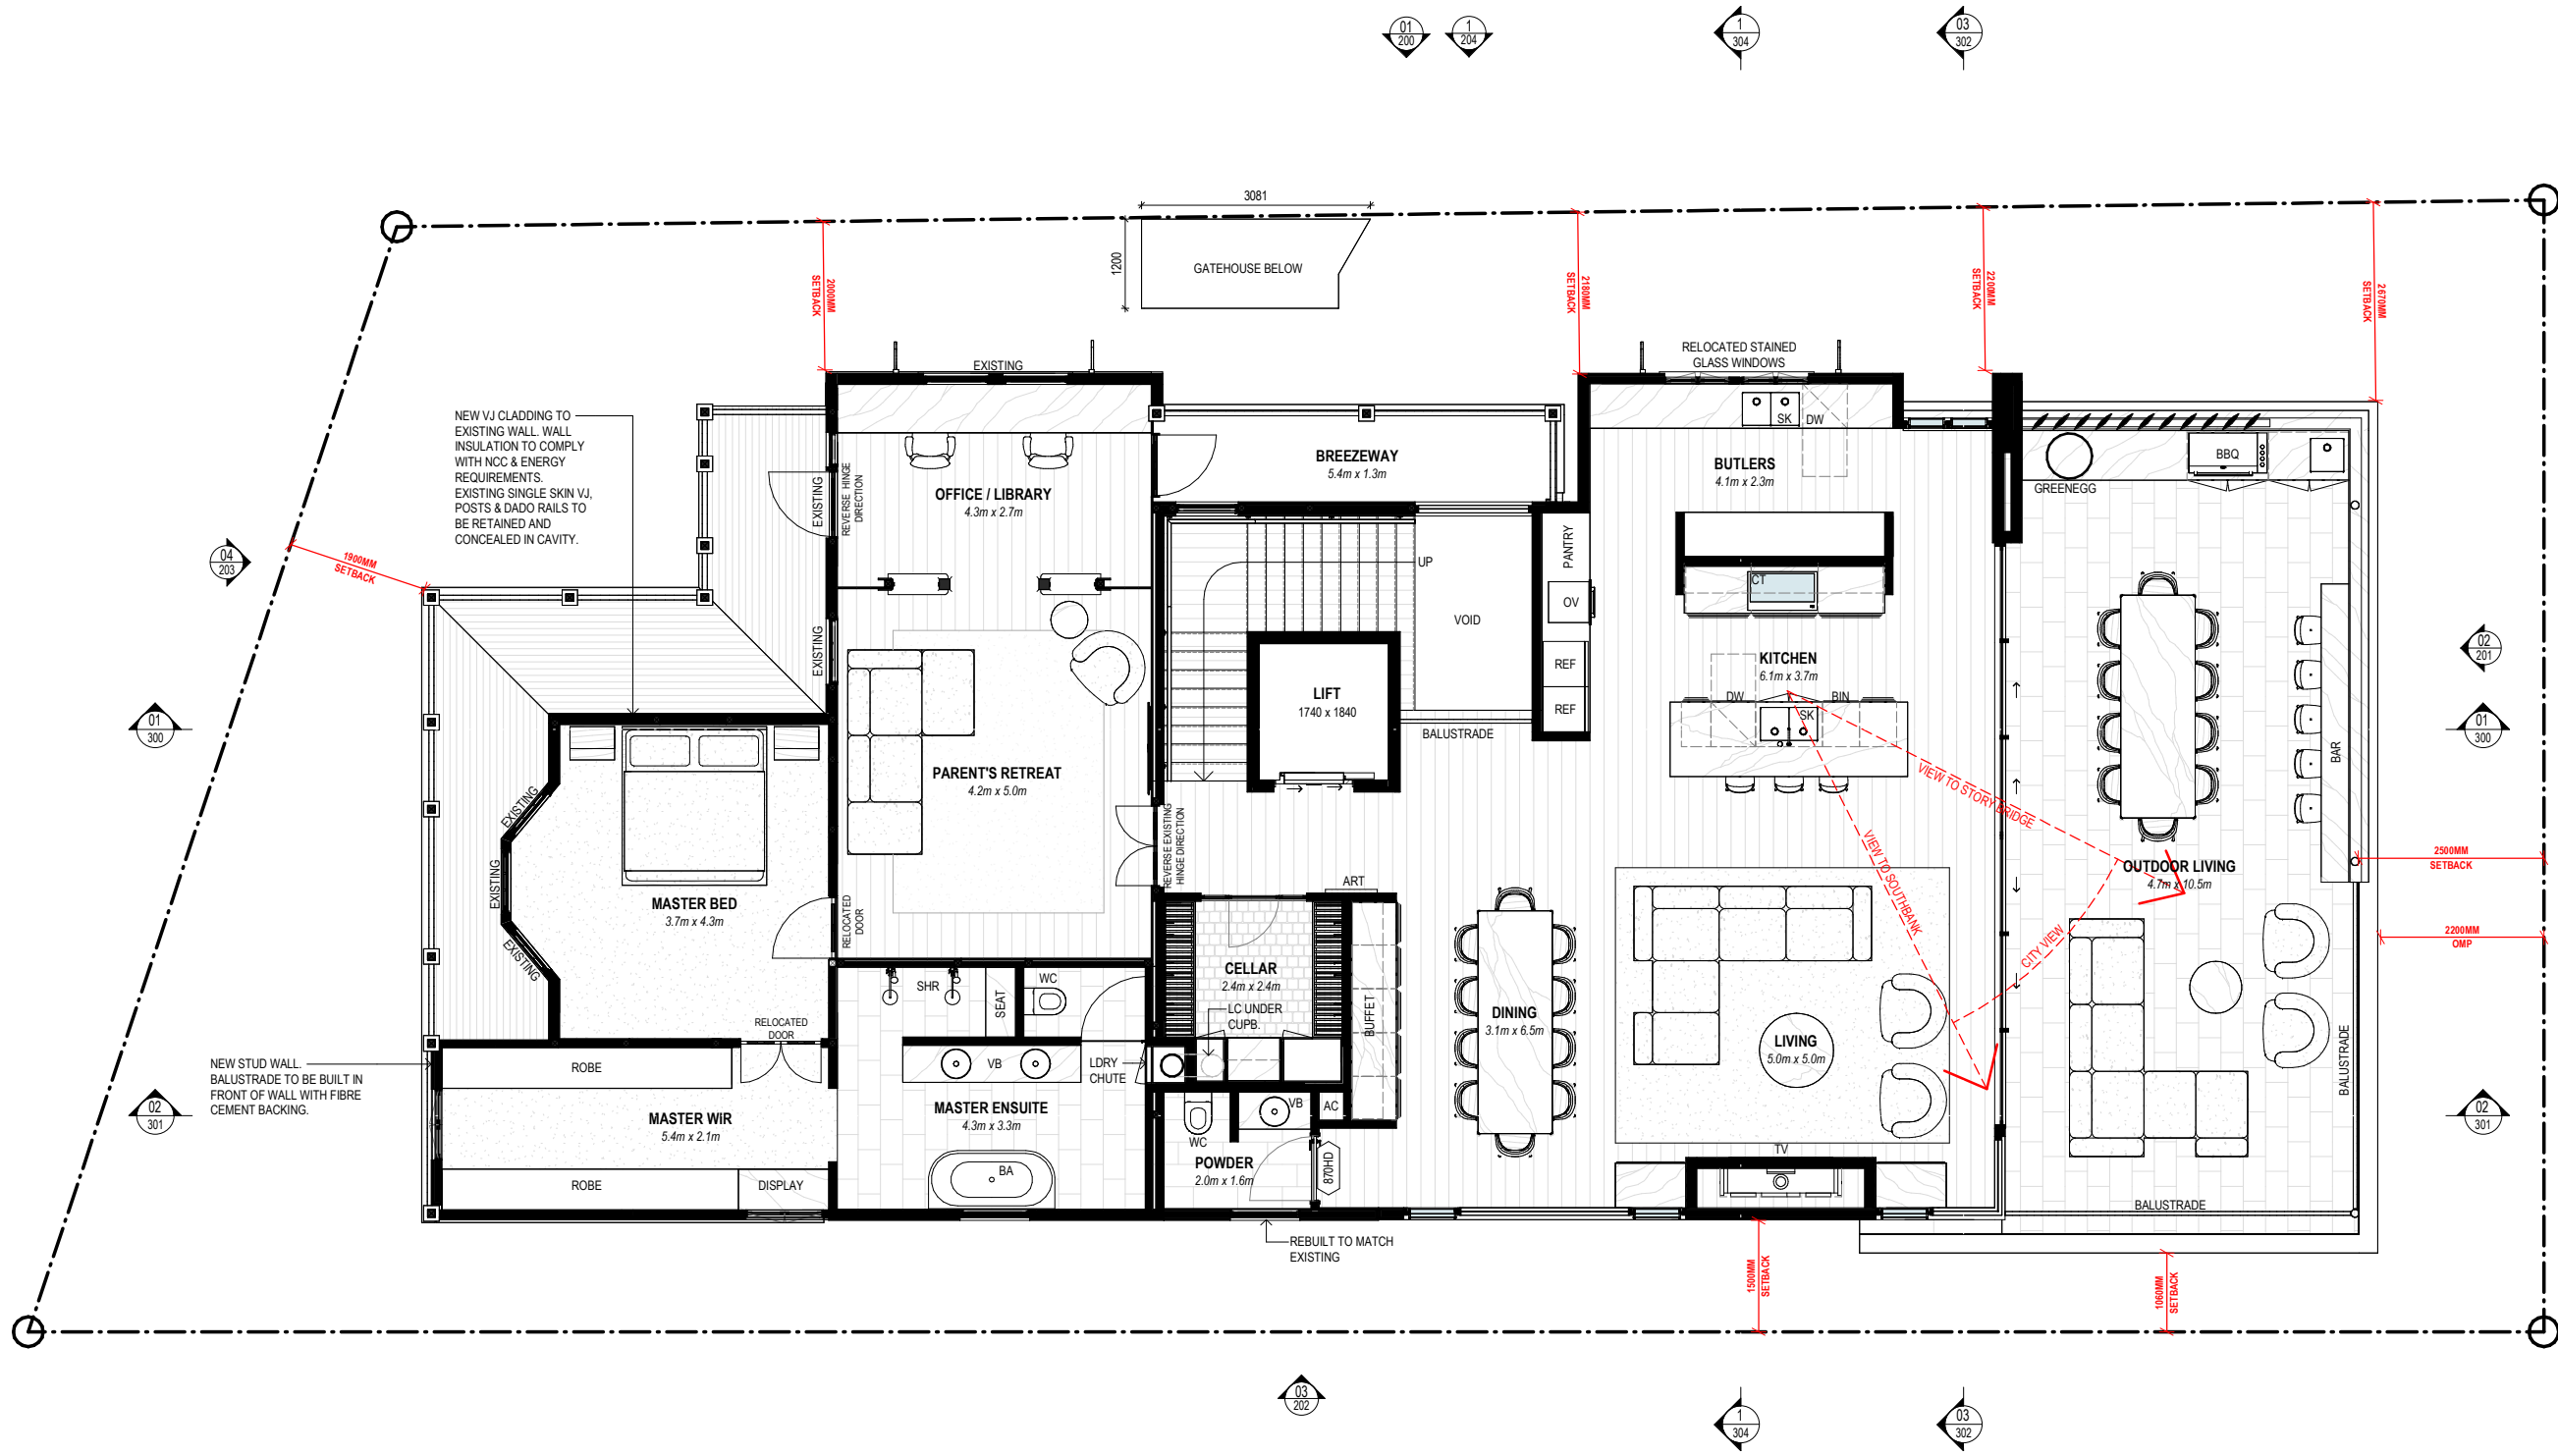 01
200
1
204
1
304
03
302
3081
1200
GATEHOUSE BELOW
2000MM
SETBACK
2180MM
SETBACK
2200MM
SETBACK
2670MM
SETBACK
EXISTING
RELOCATED STAINED
GLASS WINDOWS
NEW VJ CLADDING TO
EXISTING WALL. WALL
INSULATION TO COMPLY
WITH NCC & ENERGY
REQUIREMENTS.
EXISTING SINGLE SKIN VJ,
POSTS & DADO RAILS TO
BE RETAINED AND
CONCEALED IN CAVITY.
SK
DW
BREEZEWAY
5.4m x 1.3m
BUTLERS
4.1m x 2.3m
BBQ
GREENEGG
EXISTING
REVERSE HINGE
DIRECTION
OFFICE / LIBRARY
4.3m x 2.7m
04
203
1900MM
SETBACK
UP
PANTRY
CT
OV
VOID
EXISTING
REF
REF
KITCHEN
6.1m x 3.7m
02
201
LIFT
1740 x 1840
DW
BIN
SK
01
300
BALUSTRADE
01
300
BAR
PARENT'S RETREAT
4.2m x 5.0m
VIEW TO STORY BRIDGE
EXISTING
EXISTING
EXISTING
REVERSE EXISTING
HINGE DIRECTION
VIEW TO SOUTHBANK
CITY VIEW
OUTDOOR LIVING
4.7m x 10.5m
2500MM
SETBACK
ART
MASTER BED
3.7m x 4.3m
RELOCATED
DOOR
2200MM
OMP
CELLAR
2.4m x 2.4m
LC UNDER
CUPB.
BUFFET
SHR
SEAT
WC
DINING
3.1m x 6.5m
LIVING
5.0m x 5.0m
RELOCATED
DOOR
NEW STUD WALL.
BALUSTRADE TO BE BUILT IN
FRONT OF WALL WITH FIBRE
CEMENT BACKING.
ROBE
VB
LDRY
CHUTE
BALUSTRADE
02
301
MASTER WIR
5.4m x 2.1m
MASTER ENSUITE
4.3m x 3.3m
VB
AC
WC
02
301
POWDER
2.0m x 1.6m
870HD
TV
ROBE
DISPLAY
BA
BALUSTRADE
REBUILT TO MATCH
EXISTING
1500MM
SETBACK
1060MM
SETBACK
03
202
1
304
03
302